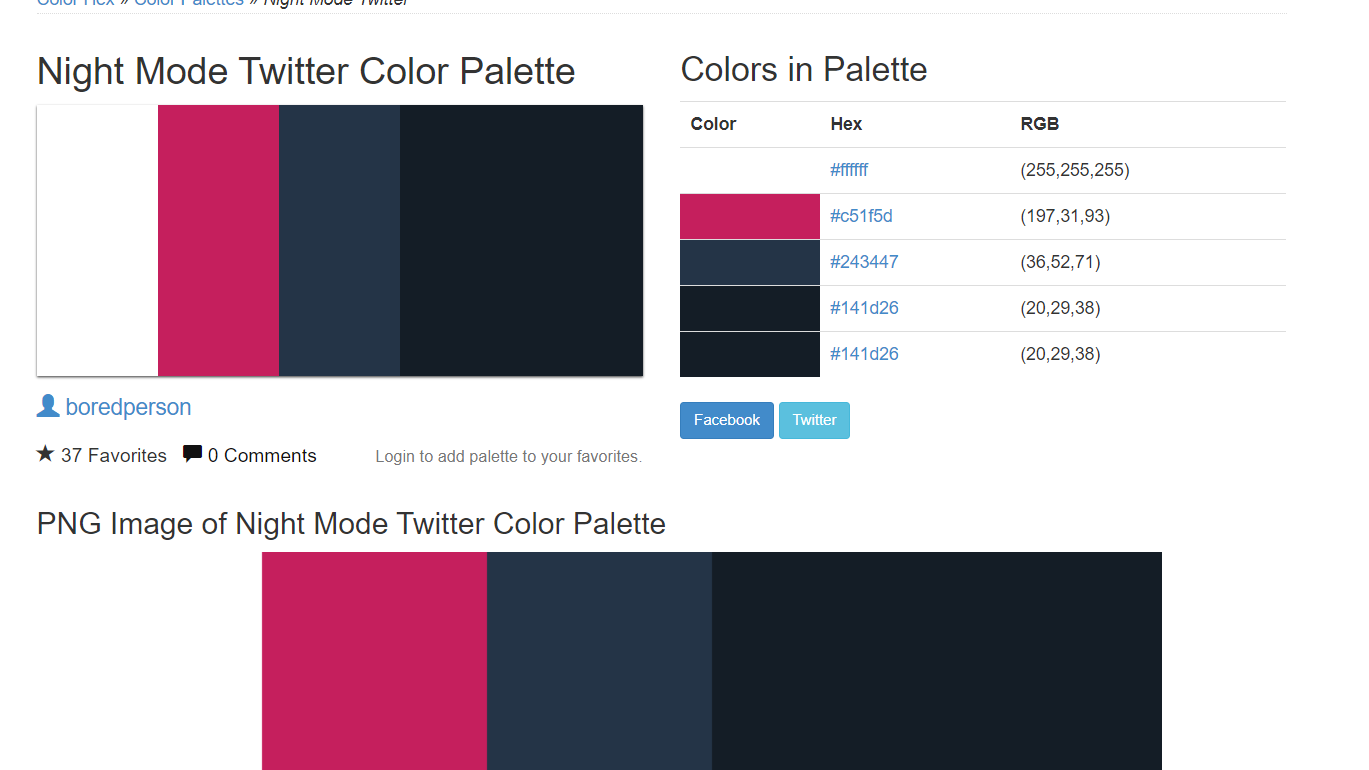 Color Hex » Color Palettes » Night Mode Twitter
Night Mode Twitter Color Palette
boredperson
37 Favorites 0 Comments Login to add palette to your favorites.
Colors in Palette
Color Hex RGB
#ffffff (255,255,255)
#c51f5d (197,31,93)
#243447 (36,52,71)
#141d26 (20,29,38)
#141d26 (20,29,38)
Facebook Twitter
PNG Image of Night Mode Twitter Color Palette